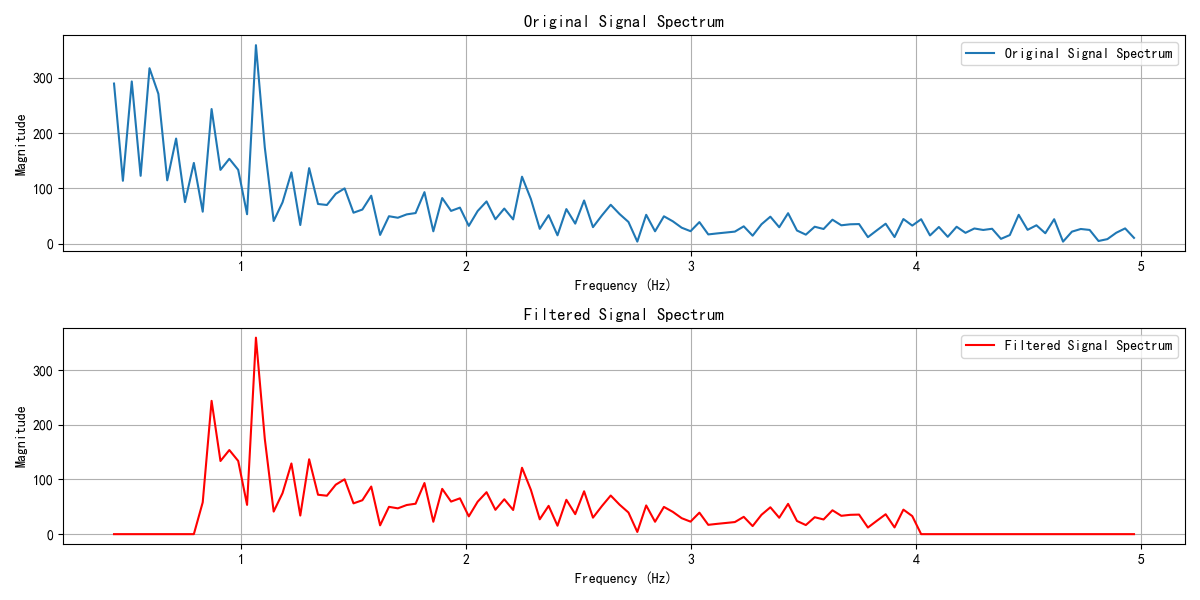 Original Signal Spectrum
Original Signal Spectrum
Magnitude
300
200
100
0
1 2 3 4 5
Frequency (Hz)
Filtered Signal Spectrum
Filtered Signal Spectrum
Magnitude
300
200
100
0
1 2 3 4 5
Frequency (Hz)